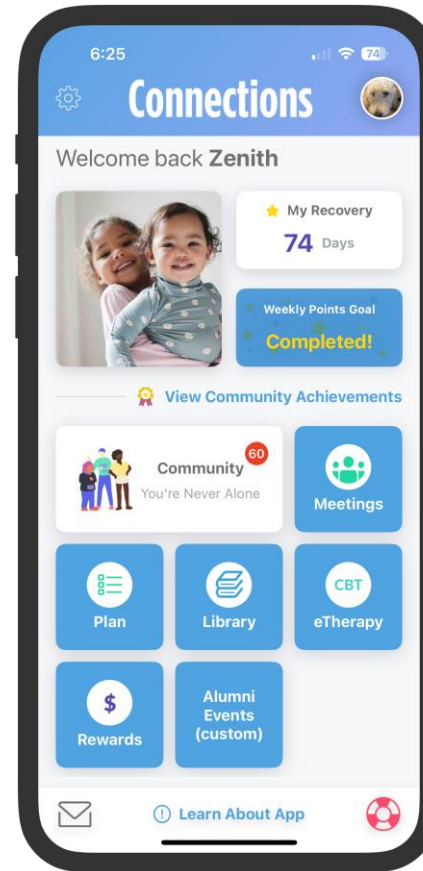 6:25
74
Connections
Welcome back Zenith
My Recovery
74 Days
Weekly Points Goal
Completed!
View Community Achievements
Community
60
You're Never Alone
Meetings
Plan
Library
CBT
eTherapy
$
Rewards
Alumni
Events
(custom)
Learn About App